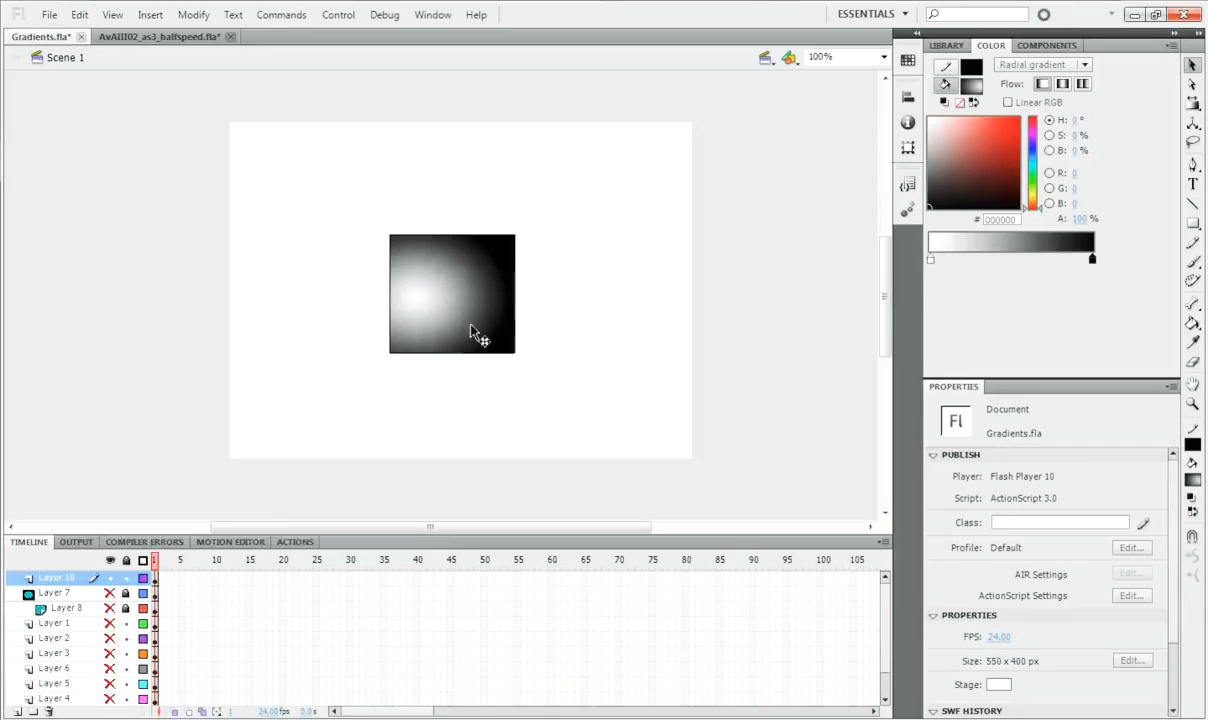 Fl File Edit View Insert Modify Text Commands Control Debug Window Help ESSENTIALS
Gradients.fla* AvAIII02_as3_halfspeed.fla*
Scene 1 100%
LIBRARY COLOR COMPONENTS
Radial gradient
Flow:
Linear RGB
H: 0 °
S: 0 %
B: 0 %
R: 0
G: 0
B: 0
# 000000 A: 100 %
PROPERTIES
Fl Document
Gradients.fla
PUBLISH
Player: Flash Player 10
Script: ActionScript 3.0
Class:
Profile: Default Edit...
AIR Settings Edit...
ActionScript Settings Edit...
PROPERTIES
FPS: 24.00
Size: 550 x 400 px Edit...
Stage:
SWF HISTORY
TIMELINE OUTPUT COMPILER ERRORS MOTION EDITOR ACTIONS
1 5 10 15 20 25 30 35 40 45 50 55 60 65 70 75 80 85 90 95 100 105
Layer 10
Layer 7
Layer 8
Layer 1
Layer 2
Layer 3
Layer 6
Layer 5
Layer 4
1 24.00fps 0.0s